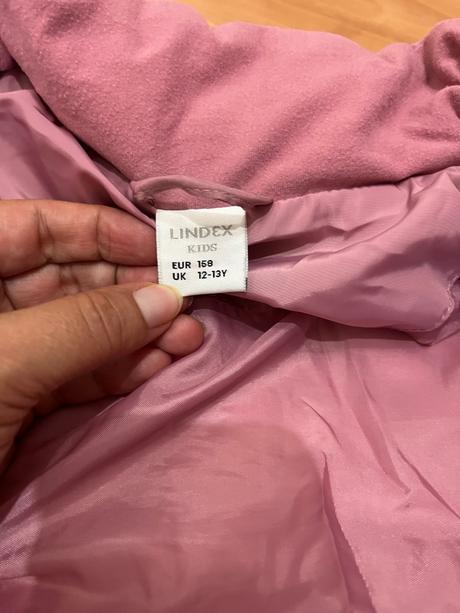 LINDEX
KIDS
EUR 158
UK 12-13Y